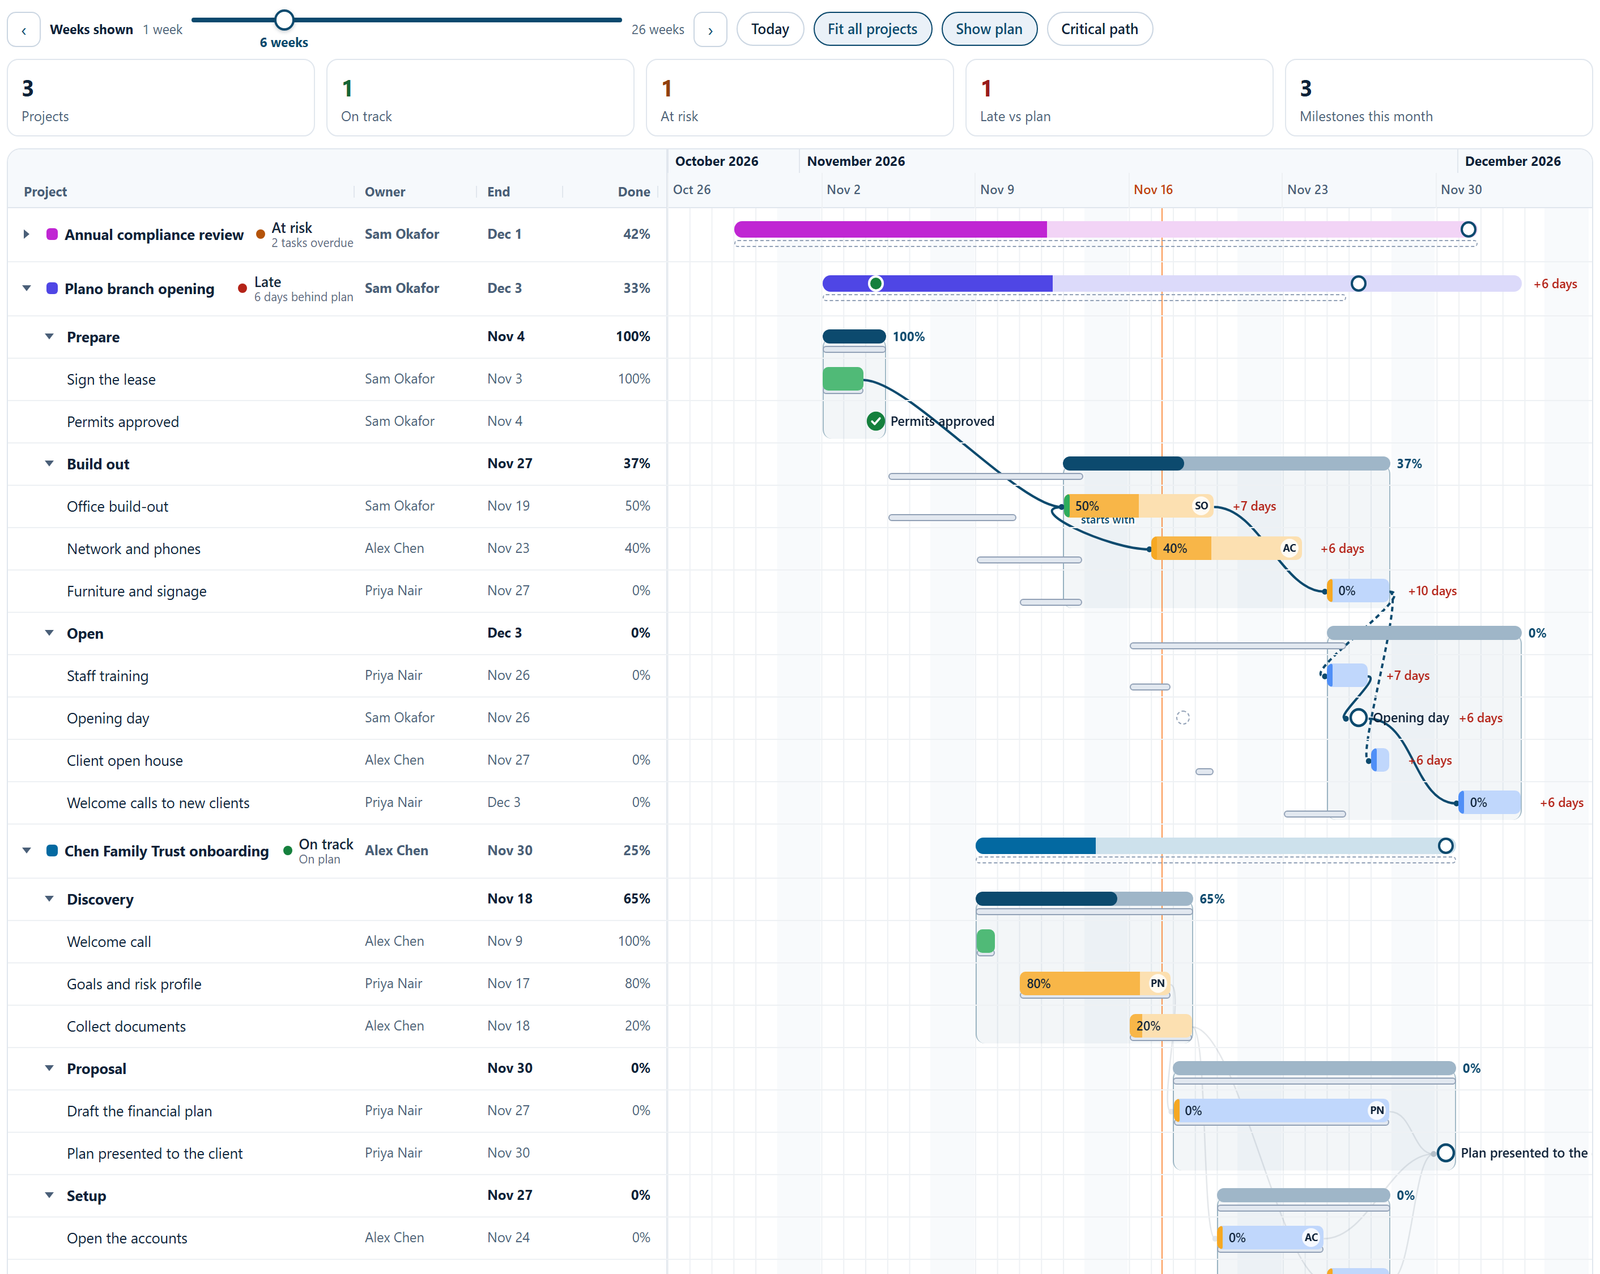 ‹ Weeks shown 1 week 6 weeks 26 weeks › Today Fit all projects Show plan Critical path
3
Projects
1
On track
1
At risk
1
Late vs plan
3
Milestones this month
October 2026 November 2026 December 2026
Project Owner End Done Oct 26 Nov 2 Nov 9 Nov 16 Nov 23 Nov 30
Annual compliance review At risk Sam Okafor Dec 1 42%
2 tasks overdue
Plano branch opening Late Sam Okafor Dec 3 33% +6 days
6 days behind plan
Prepare Nov 4 100% 100%
Sign the lease Sam Okafor Nov 3 100%
Permits approved Sam Okafor Nov 4 Permits approved
Build out Nov 27 37% 37%
Office build-out Sam Okafor Nov 19 50% 50% SO +7 days
starts with
Network and phones Alex Chen Nov 23 40% 40% AC +6 days
Furniture and signage Priya Nair Nov 27 0% 0% +10 days
Open Dec 3 0% 0%
Staff training Priya Nair Nov 26 0% +7 days
Opening day Sam Okafor Nov 26 Opening day +6 days
Client open house Alex Chen Nov 27 0% +6 days
Welcome calls to new clients Priya Nair Dec 3 0% 0% +6 days
Chen Family Trust onboarding On track Alex Chen Nov 30 25%
On plan
Discovery Nov 18 65% 65%
Welcome call Alex Chen Nov 9 100%
Goals and risk profile Priya Nair Nov 17 80% 80% PN
Collect documents Alex Chen Nov 18 20% 20%
Proposal Nov 30 0% 0%
Draft the financial plan Priya Nair Nov 27 0% 0% PN
Plan presented to the client Priya Nair Nov 30 Plan presented to the
Setup Nov 27 0% 0%
Open the accounts Alex Chen Nov 24 0% 0% AC